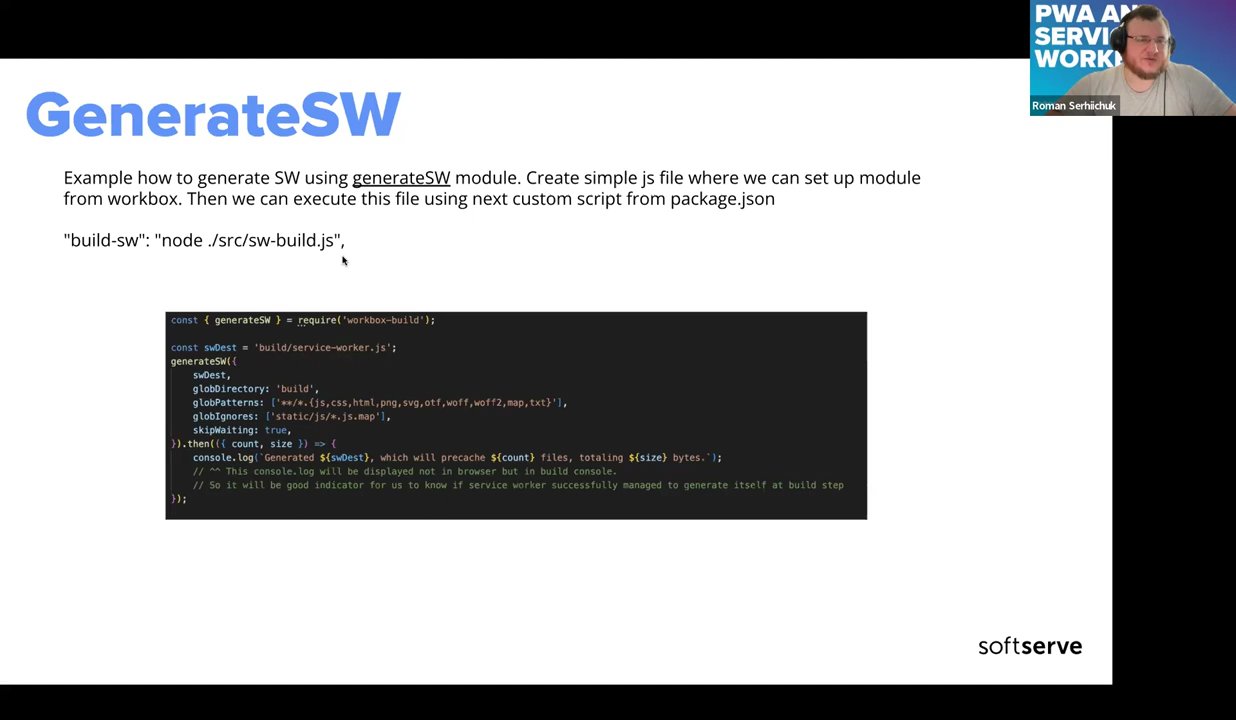 PWA AN
SERVI
WORK
Roman Serhiichuk
GenerateSW
Example how to generate SW using generateSW module. Create simple js file where we can set up module
from workbox. Then we can execute this file using next custom script from package.json
"build-sw": "node ./src/sw-build.js",
const { generateSW } = require('workbox-build');
const swDest = 'build/service-worker.js';
generateSW({
swDest,
globDirectory: 'build',
globPatterns: ['**/*.{js,css,html,png,svg,otf,woff,woff2,map,txt}'],
globIgnores: ['static/js/*.js.map'],
skipWaiting: true,
}).then(({ count, size }) => {
console.log(`Generated ${swDest}, which will precache ${count} files, totaling ${size} bytes.`);
// ^^ This console.log will be displayed not in browser but in build console.
// So it will be good indicator for us to know if service worker successfully managed to generate itself at build step
});
softserve